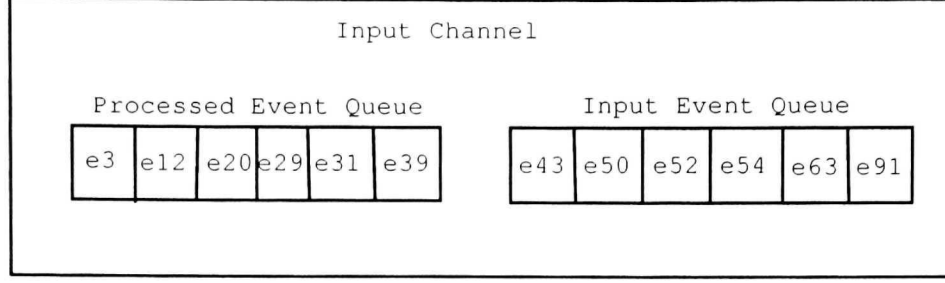 Input Channel
Processed Event Queue Input Event Queue
e3 e12 e20 e29 e31 e39 e43 e50 e52 e54 e63 e91